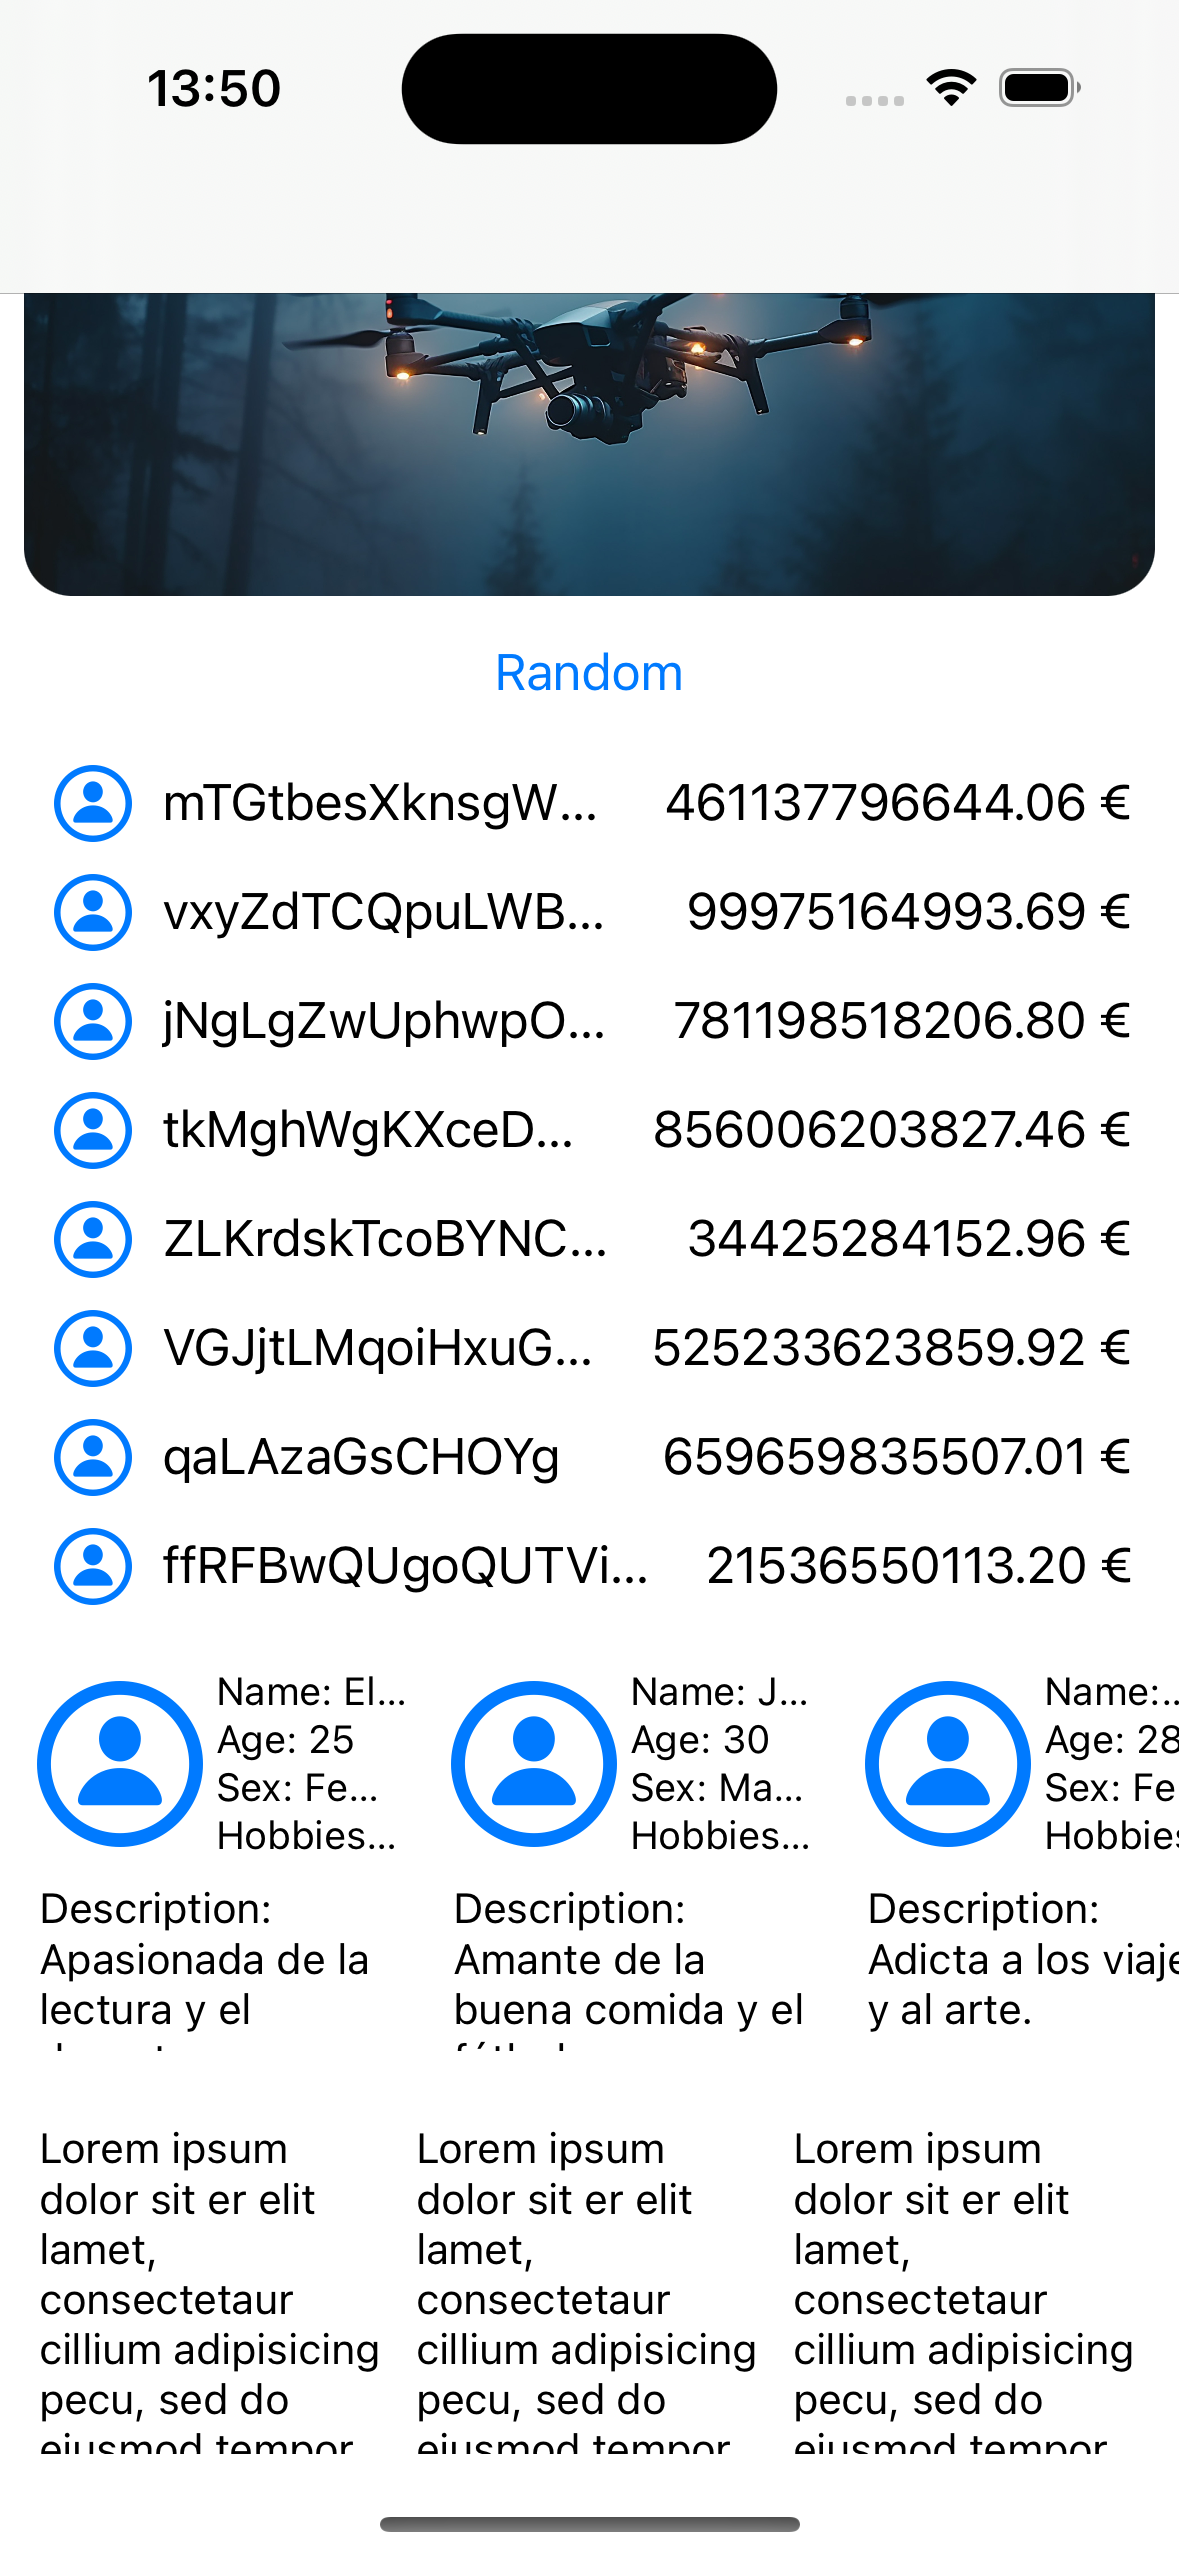 13:50
Random
mTGtbesXknsgW... 461137796644.06 €
vxyZdTCQpuLWB... 99975164993.69 €
jNgLgZwUphwpO... 781198518206.80 €
tkMghWgKXceD... 856006203827.46 €
ZLKrdskTcoBYNC... 34425284152.96 €
VGJjtLMqoiHxuG... 525233623859.92 €
qaLAzaGsCHOYg 659659835507.01 €
ffRFBwQUgoQUTVi... 21536550113.20 €
Name: El...
Age: 25
Sex: Fe...
Hobbies...
Description:
Apasionada de la
lectura y el
Name: J...
Age: 30
Sex: Ma...
Hobbies...
Description:
Amante de la
buena comida y el
Name:..
Age: 28
Sex: Fe
Hobbies
Description:
Adicta a los viaje
y al arte.
Lorem ipsum
dolor sit er elit
lamet,
consectetaur
cillium adipisicing
pecu, sed do
eiusmod tempor
Lorem ipsum
dolor sit er elit
lamet,
consectetaur
cillium adipisicing
pecu, sed do
eiusmod tempor
Lorem ipsum
dolor sit er elit
lamet,
consectetaur
cillium adipisicing
pecu, sed do
eiusmod tempor